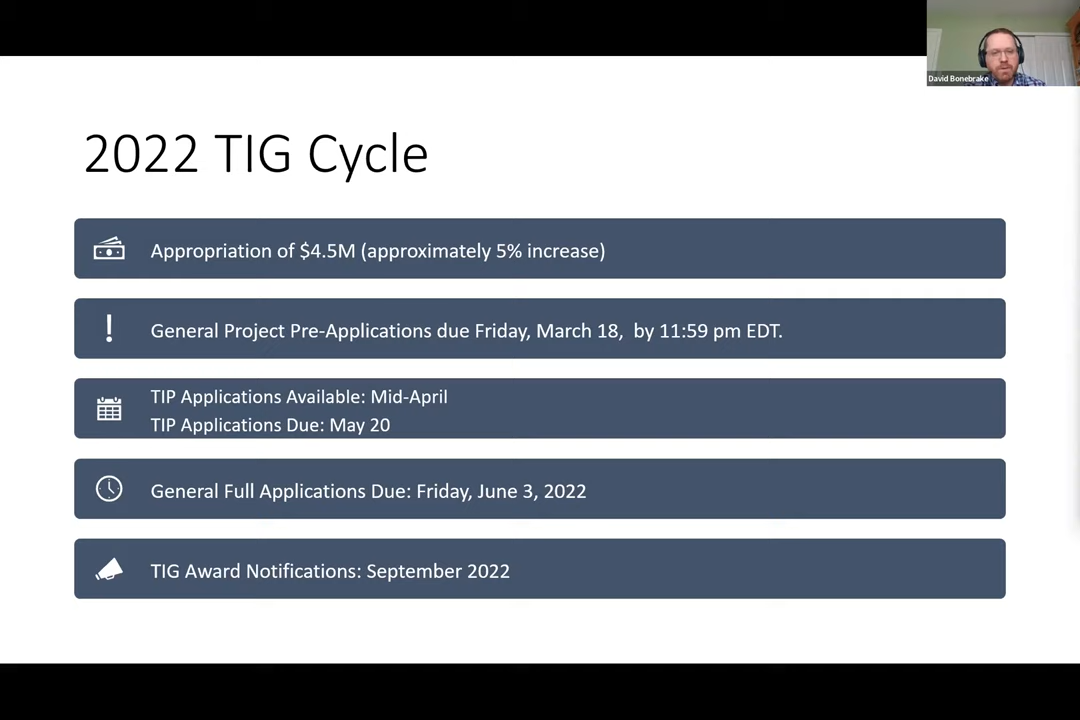 David Bonebrake
2022 TIG Cycle
Appropriation of $4.5M (approximately 5% increase)
General Project Pre-Applications due Friday, March 18, by 11:59 pm EDT.
TIP Applications Available: Mid-April
TIP Applications Due: May 20
General Full Applications Due: Friday, June 3, 2022
TIG Award Notifications: September 2022